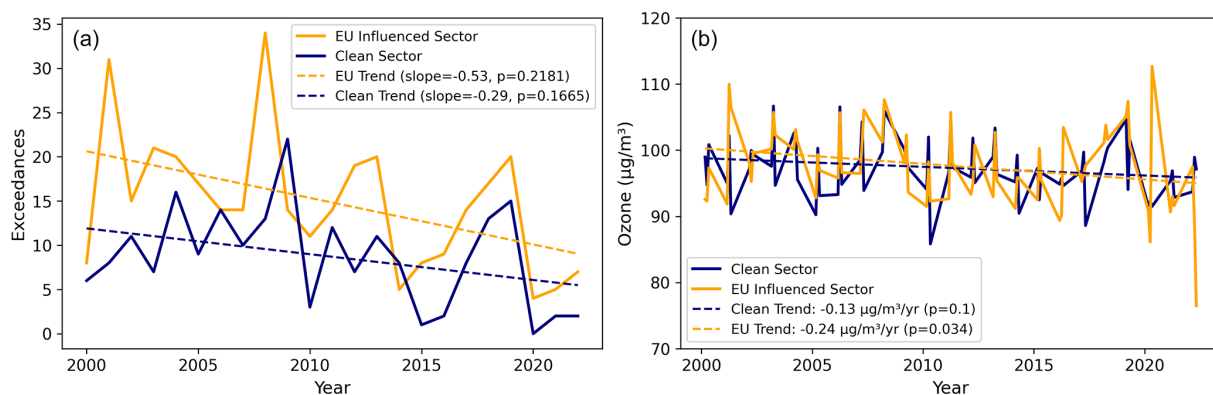 (a)
EU Influenced Sector
Clean Sector
EU Trend (slope=-0.53, p=0.2181)
Clean Trend (slope=-0.29, p=0.1665)
Exceedances
35
30
25
20
15
10
5
0
2000
2005
2010
2015
2020
Year
(b)
Ozone (μg/m³)
120
110
100
90
80
70
Clean Sector
EU Influenced Sector
Clean Trend: -0.13 μg/m³/yr (p=0.1)
EU Trend: -0.24 μg/m³/yr (p=0.034)
2000
2005
2010
2015
2020
Year